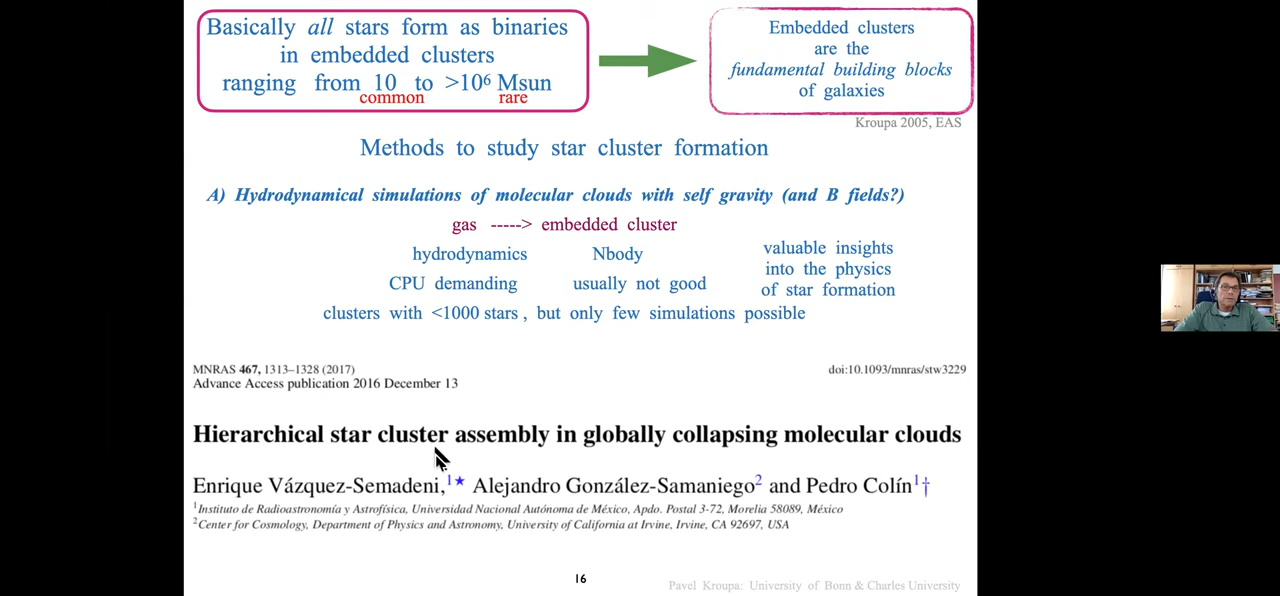 Basically all stars form as binaries
in embedded clusters
ranging from 10 to >10⁶ Msun
common rare
Embedded clusters
are the
fundamental building blocks
of galaxies
Kroupa 2005, EAS
Methods to study star cluster formation
A) Hydrodynamical simulations of molecular clouds with self gravity (and B fields?)
gas -----> embedded cluster
hydrodynamics Nbody
CPU demanding usually not good
valuable insights
into the physics
of star formation
clusters with <1000 stars , but only few simulations possible
MNRAS 467, 1313–1328 (2017) doi:10.1093/mnras/stw3229
Advance Access publication 2016 December 13
Hierarchical star cluster assembly in globally collapsing molecular clouds
Enrique Vázquez-Semadeni,¹★ Alejandro González-Samaniego² and Pedro Colín¹†
¹Instituto de Radioastronomía y Astrofísica, Universidad Nacional Autónoma de México, Apdo. Postal 3-72, Morelia 58089, México
²Center for Cosmology, Department of Physics and Astronomy, University of California at Irvine, Irvine, CA 92697, USA
16
Pavel Kroupa: University of Bonn & Charles University